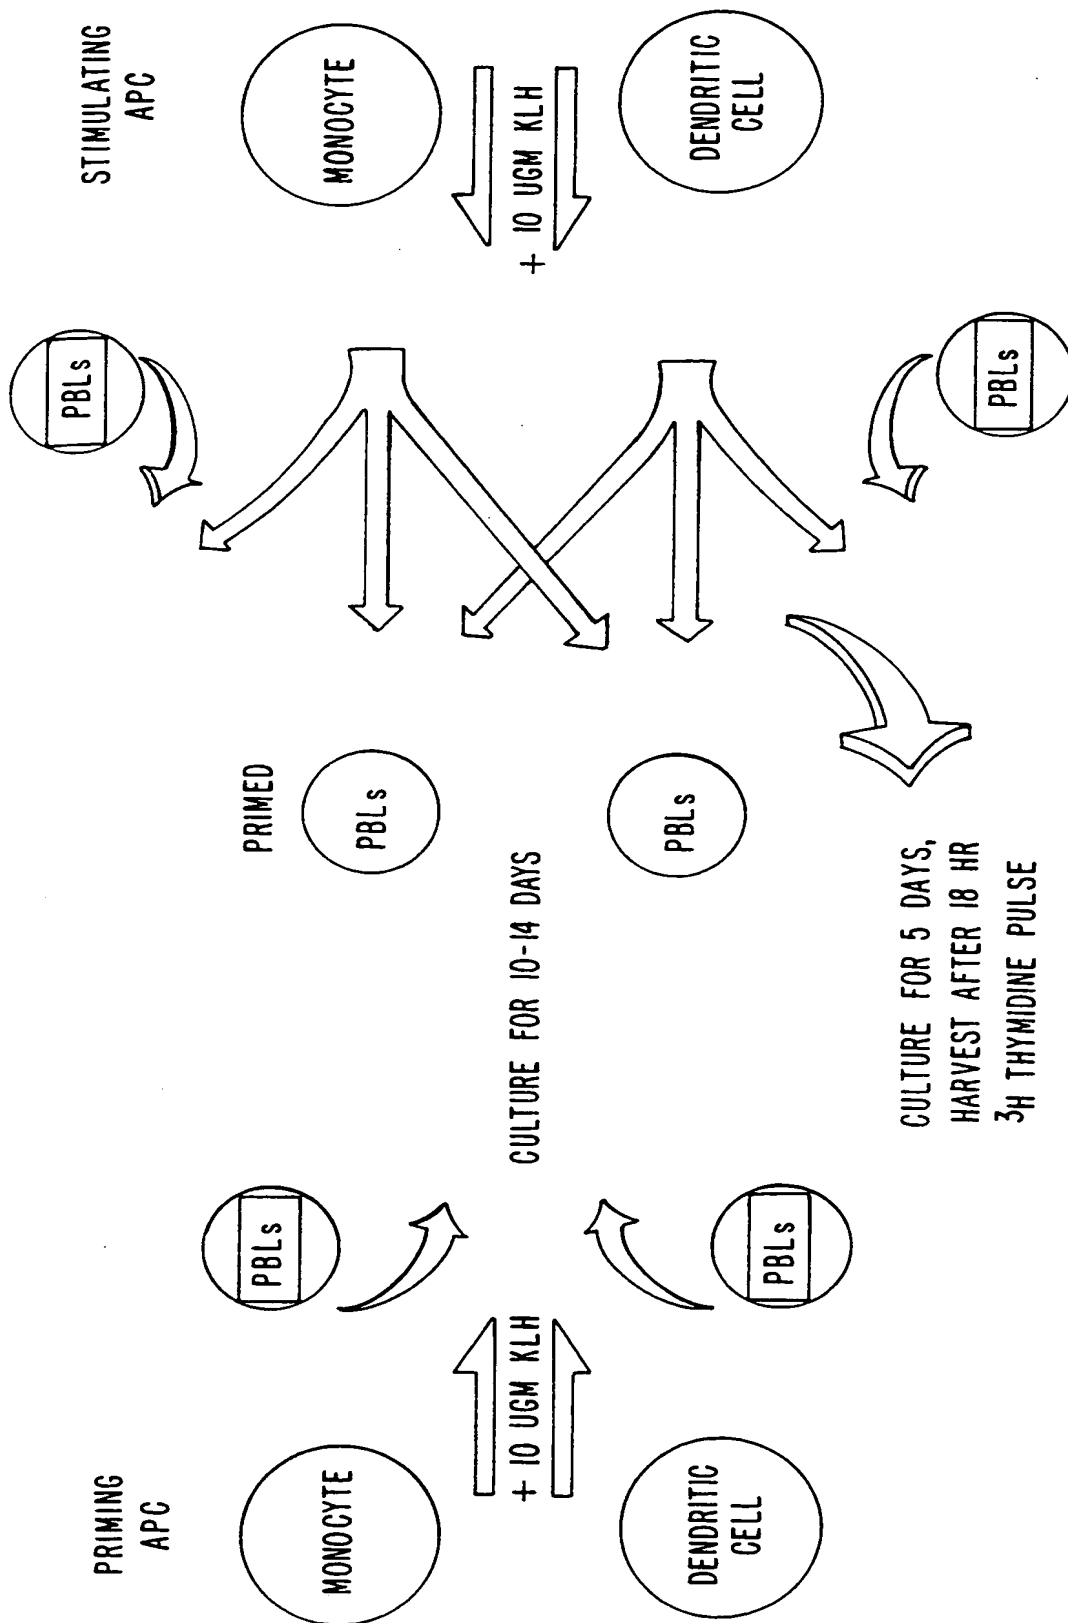 PRIMING
APC
MONOCYTE
+ 10 UGM KLH
DENDRITIC
CELL
PBLs
PBLs
CULTURE FOR 10-14 DAYS
PRIMED
PBLs
PBLs
CULTURE FOR 5 DAYS,
HARVEST AFTER 18 HR
3H THYMIDINE PULSE
PBLs
PBLs
STIMULATING
APC
MONOCYTE
+ 10 UGM KLH
DENDRITIC
CELL